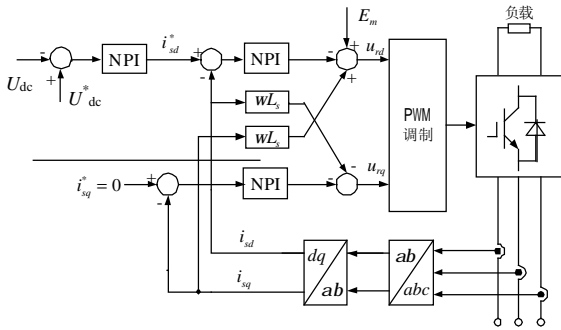 E_m
负载
NPI
i*_sd
NPI
u_rd
U_dc
U*_dc
wL_s
wL_s
PWM
调制
i*_sq = 0
NPI
u_rq
i_sd
i_sq
dq
ab
ab
abc